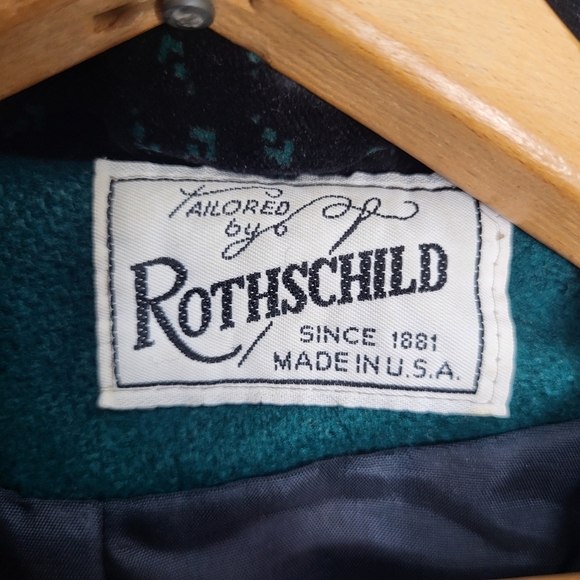 TAILORED
by
ROTHSCHILD
SINCE 1881
MADE IN U.S.A.